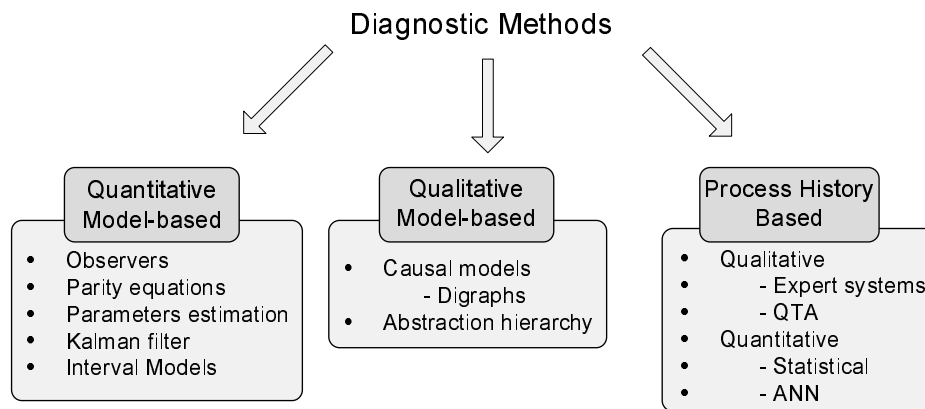 Diagnostic Methods
Quantitative
Model-based
• Observers
• Parity equations
• Parameters estimation
• Kalman filter
• Interval Models
Qualitative
Model-based
• Causal models
- Digraphs
• Abstraction hierarchy
Process History
Based
• Qualitative
• - Expert systems
• - QTA
• Quantitative
• - Statistical
• - ANN